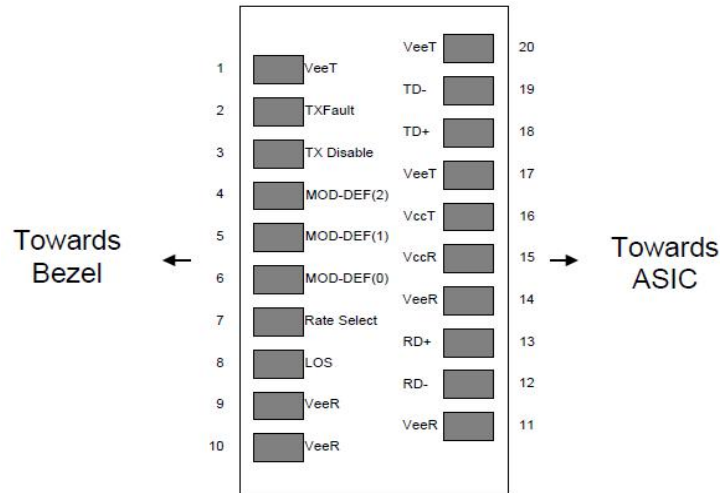 VeeT 20
1 VeeT
TD- 19
2 TXFault
TD+ 18
3 TX Disable
VeeT 17
4 MOD-DEF(2)
VccT 16
5 MOD-DEF(1)
Towards
Bezel
VccR 15
Towards
ASIC
6 MOD-DEF(0)
VeeR 14
7 Rate Select
RD+ 13
8 LOS
RD- 12
9 VeeR
VeeR 11
10 VeeR